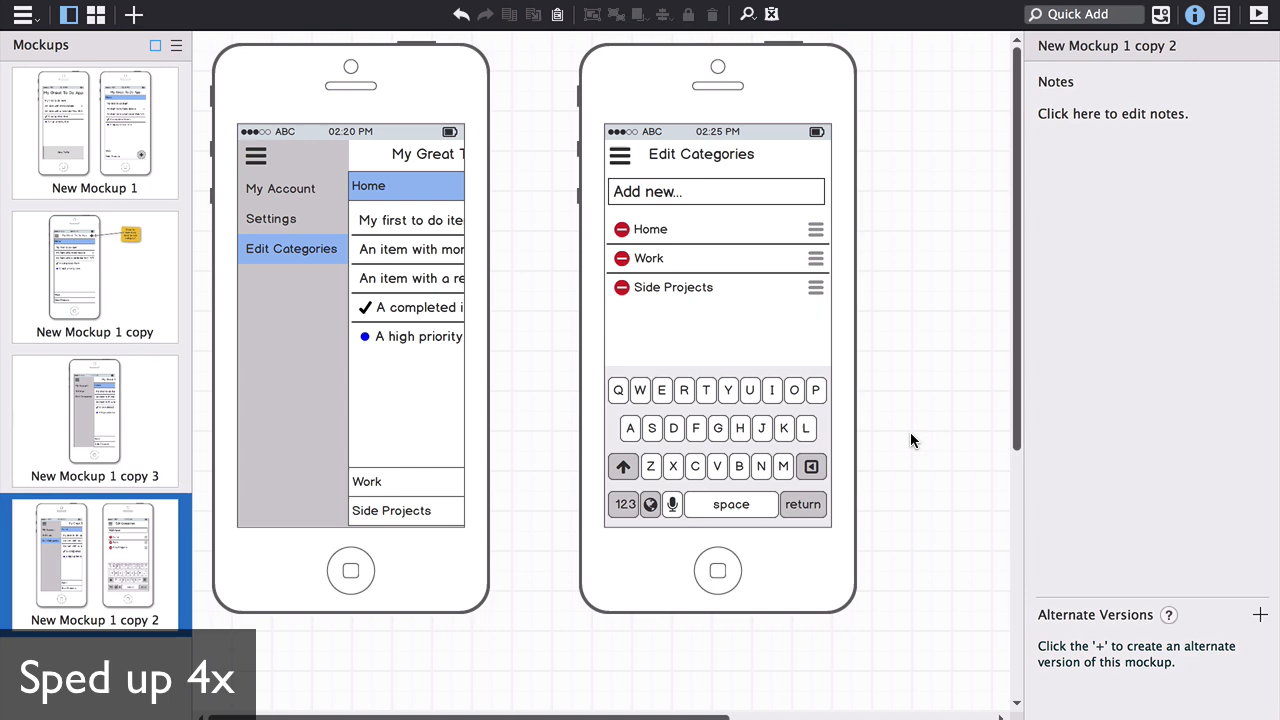 Quick Add
Mockups
New Mockup 1
New Mockup 1 copy
New Mockup 1 copy 3
New Mockup 1 copy 2
Sped up 4x
ABC 02:20 PM
My Great T
My Account
Settings
Edit Categories
Home
My first to do ite
An item with mor
An item with a re
A completed i
A high priority
Work
Side Projects
ABC 02:25 PM
Edit Categories
Add new...
Home
Work
Side Projects
Q W E R T Y U I O P
A S D F G H J K L
Z X C V B N M
123 space return
New Mockup 1 copy 2
Notes
Click here to edit notes.
Alternate Versions ?
Click the '+' to create an alternate
version of this mockup.